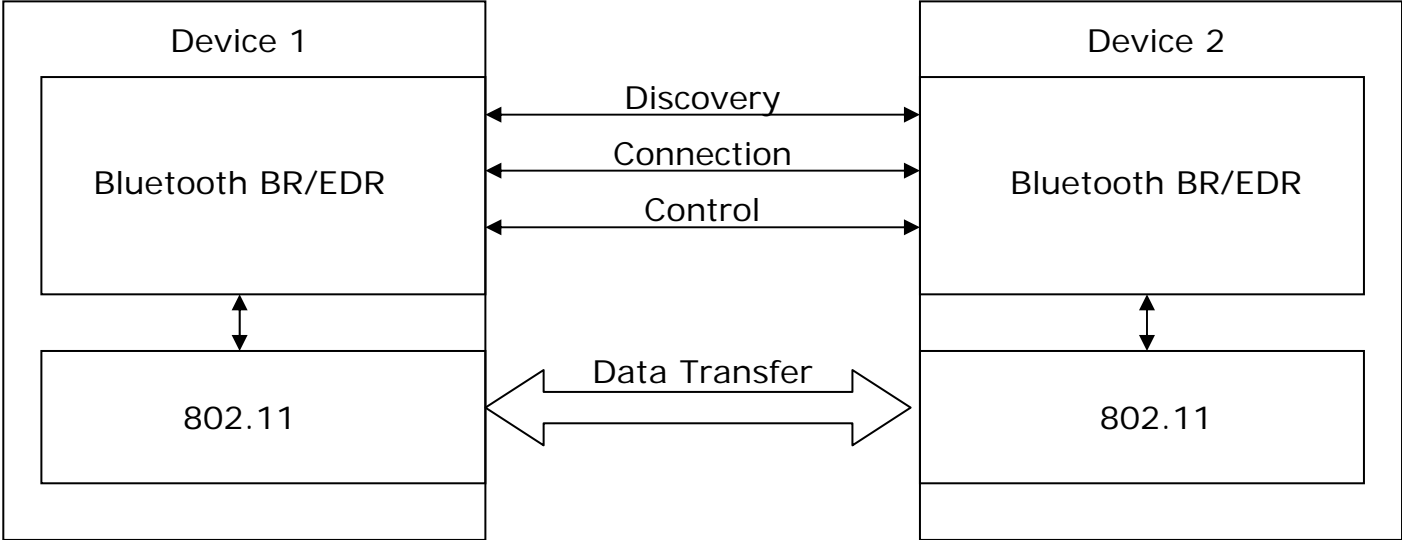 Device 1
Device 2
Discovery
Connection
Control
Bluetooth BR/EDR
Bluetooth BR/EDR
Data Transfer
802.11
802.11